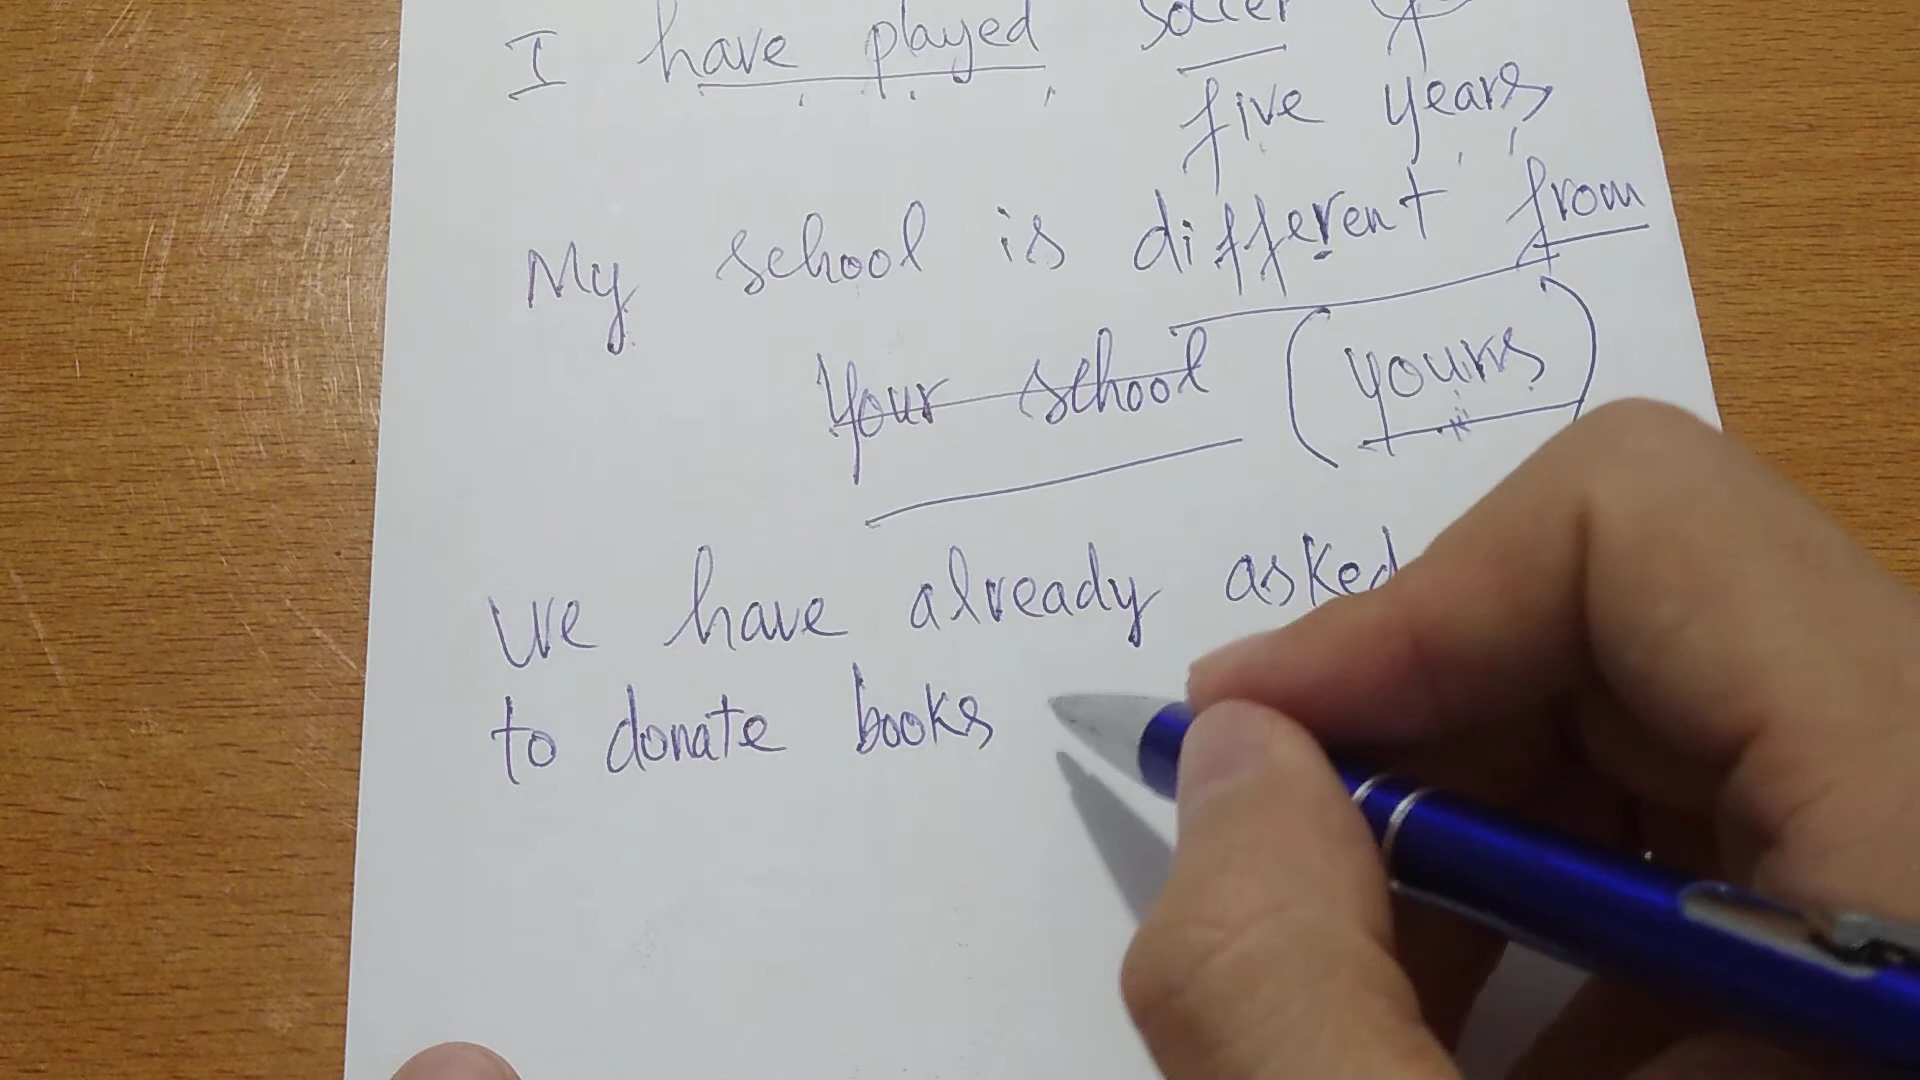 I have played soccer
five years
My school is different from
Your school (yours)
We have already asked
to donate books